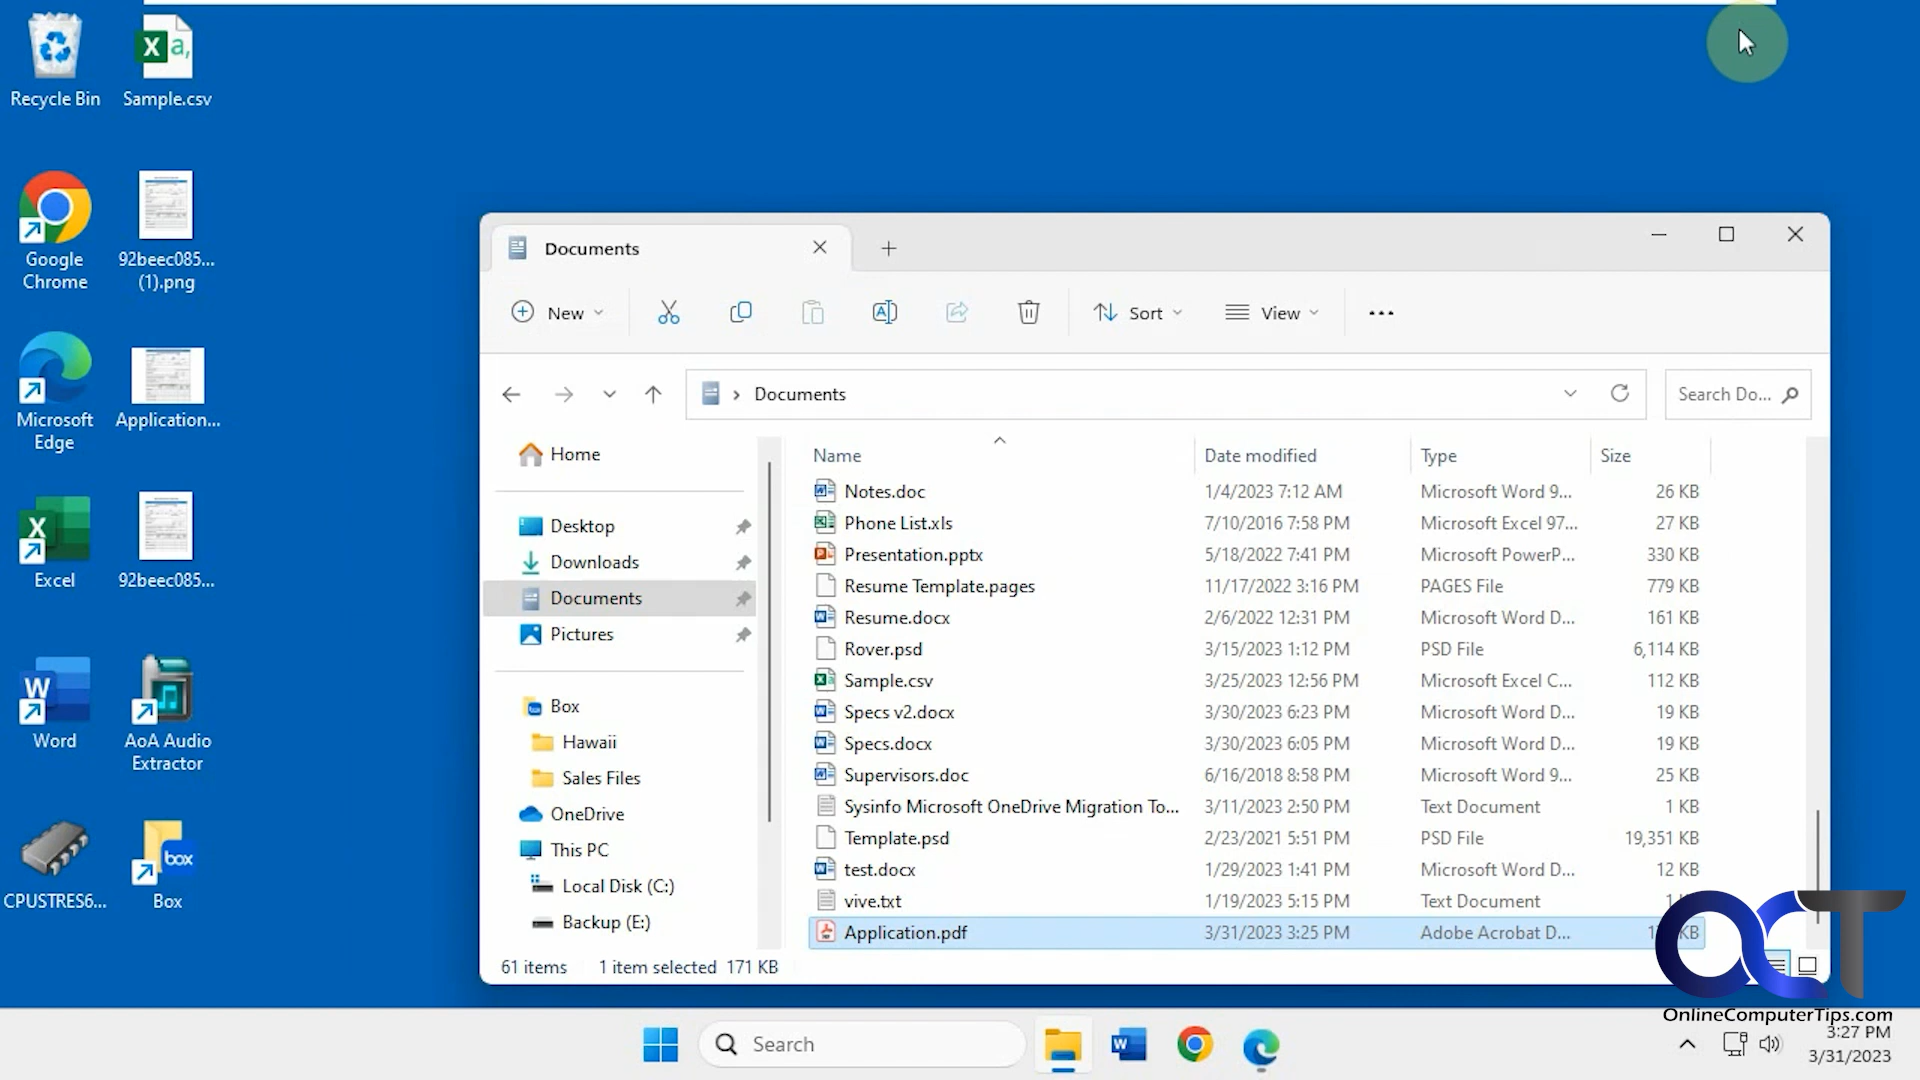 Recycle Bin
Sample.csv
Google
Chrome
92beec085...
(1).png
Microsoft
Edge
Application...
Excel
92beec085...
Word
AoA Audio
Extractor
CPUSTRES6...
box
Box
Documents
New
Sort
View
Documents
Search Do...
Home
Desktop
Downloads
Documents
Pictures
Box
Hawaii
Sales Files
OneDrive
This PC
Local Disk (C:)
Backup (E:)
Name Date modified Type Size
Notes.doc 1/4/2023 7:12 AM Microsoft Word 9... 26 KB
Phone List.xls 7/10/2016 7:58 PM Microsoft Excel 97... 27 KB
Presentation.pptx 5/18/2022 7:41 PM Microsoft PowerP... 330 KB
Resume Template.pages 11/17/2022 3:16 PM PAGES File 779 KB
Resume.docx 2/6/2022 12:31 PM Microsoft Word D... 161 KB
Rover.psd 3/15/2023 1:12 PM PSD File 6,114 KB
Sample.csv 3/25/2023 12:56 PM Microsoft Excel C... 112 KB
Specs v2.docx 3/30/2023 6:23 PM Microsoft Word D... 19 KB
Specs.docx 3/30/2023 6:05 PM Microsoft Word D... 19 KB
Supervisors.doc 6/16/2018 8:58 PM Microsoft Word 9... 25 KB
Sysinfo Microsoft OneDrive Migration To... 3/11/2023 2:50 PM Text Document 1 KB
Template.psd 2/23/2021 5:51 PM PSD File 19,351 KB
test.docx 1/29/2023 1:41 PM Microsoft Word D... 12 KB
vive.txt 1/19/2023 5:15 PM Text Document
Application.pdf 3/31/2023 3:25 PM Adobe Acrobat D... KB
61 items 1 item selected 171 KB
OCT
OnlineComputerTips.com
Search
3:27 PM
3/31/2023